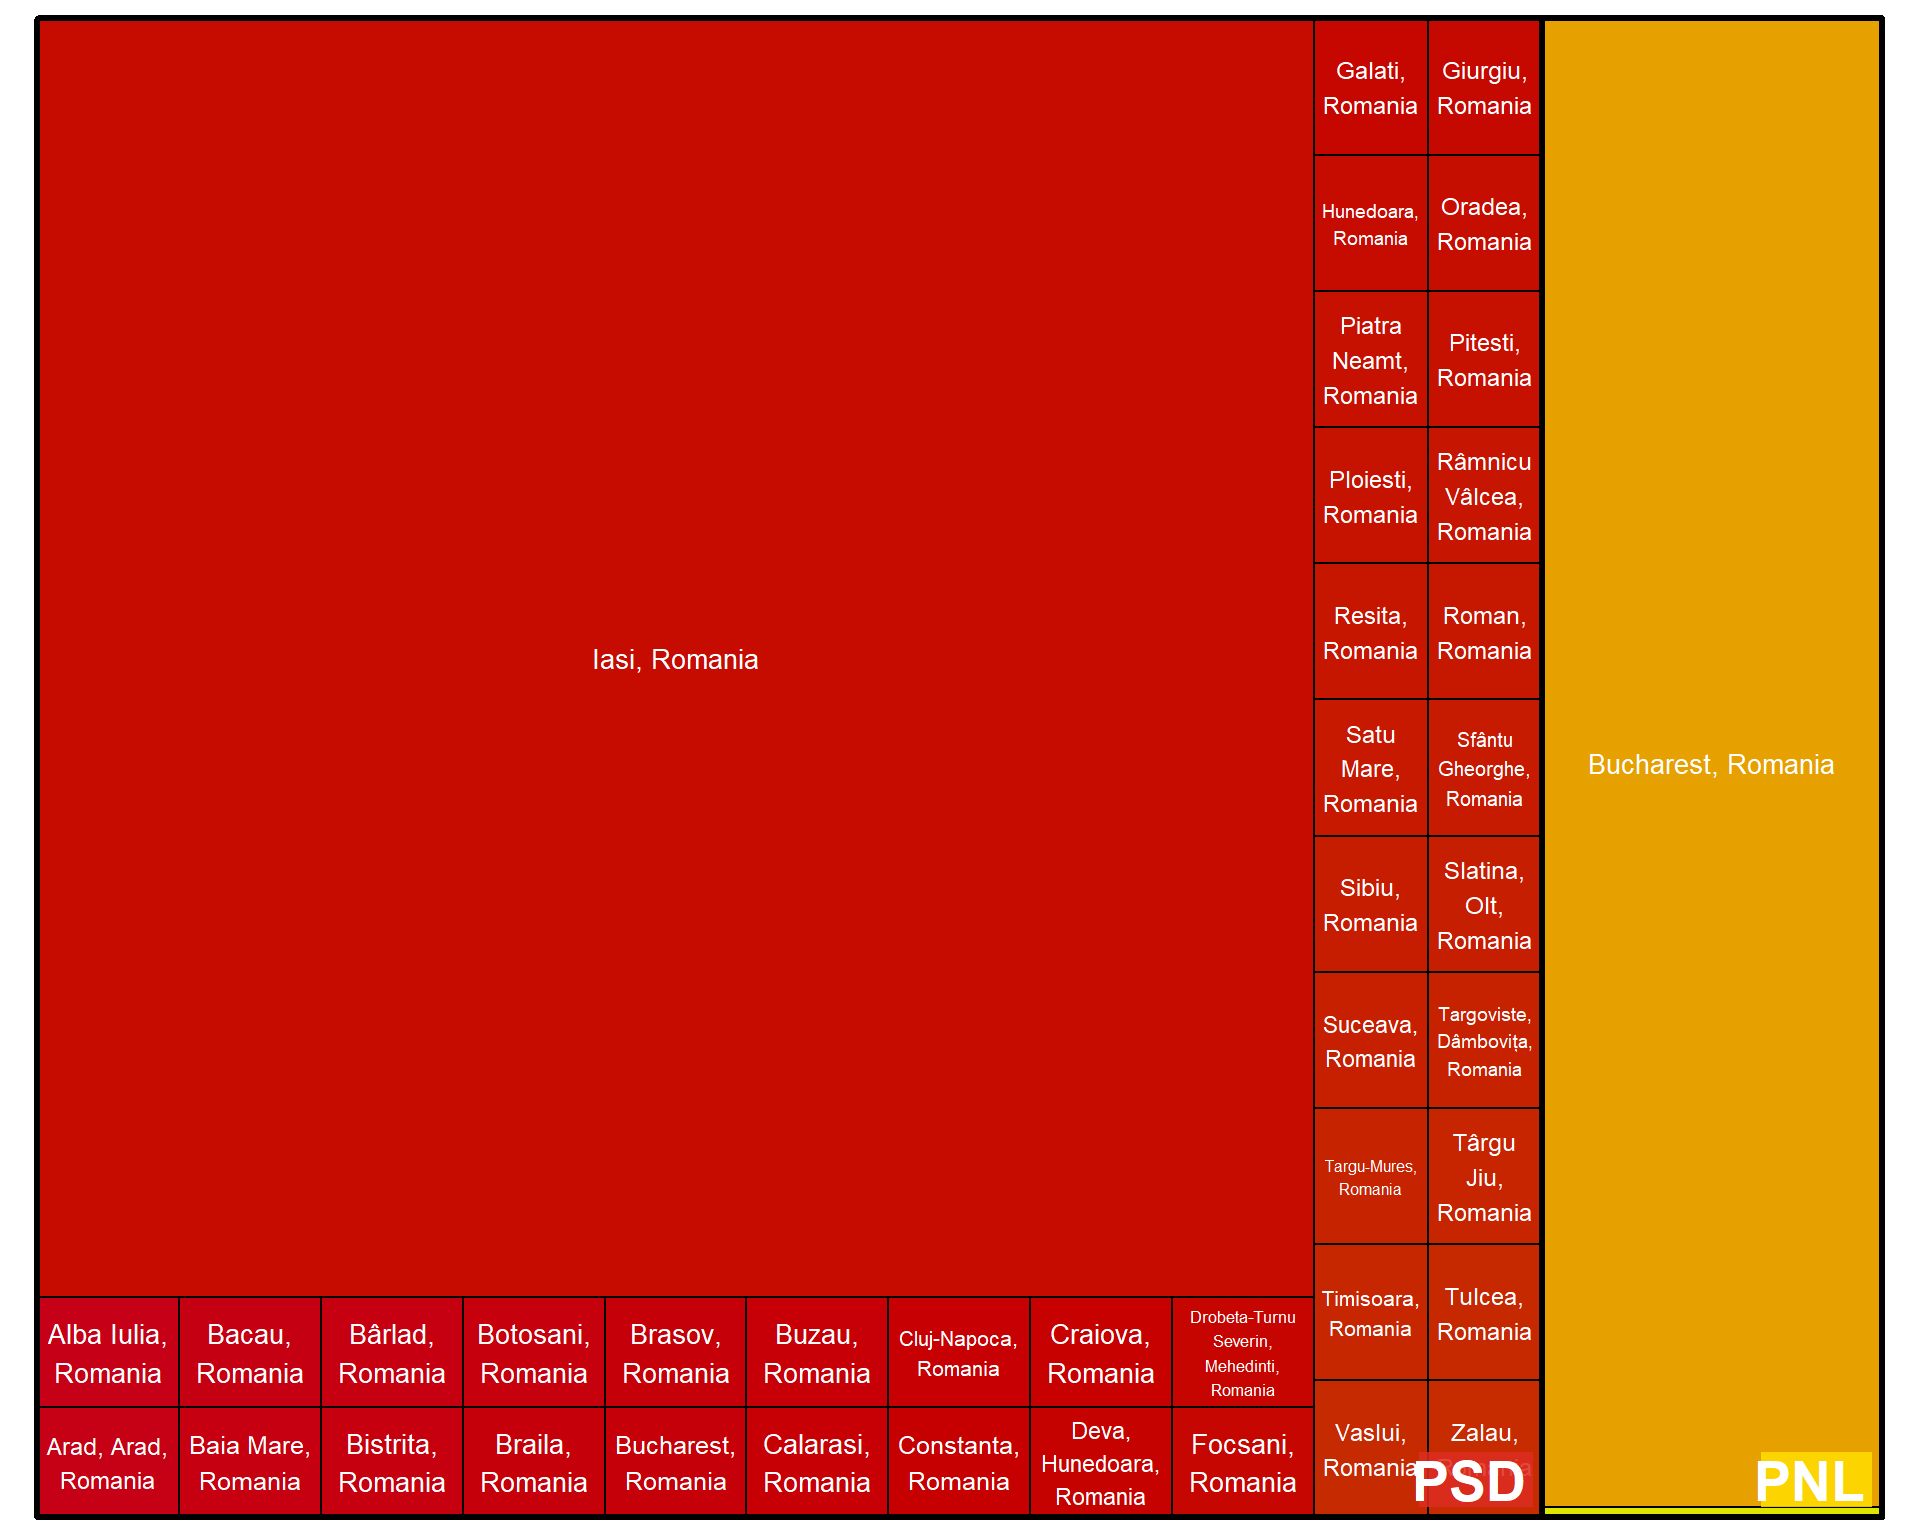 Iasi, Romania
Galati,
Romania
Giurgiu,
Romania
Hunedoara,
Romania
Oradea,
Romania
Piatra
Neamt,
Romania
Pitesti,
Romania
Ploiesti,
Romania
Râmnicu
Vâlcea,
Romania
Resita,
Romania
Roman,
Romania
Satu
Mare,
Romania
Sfântu
Gheorghe,
Romania
Sibiu,
Romania
Slatina,
Olt,
Romania
Suceava,
Romania
Targoviste,
Dâmbovița,
Romania
Targu-Mures,
Romania
Târgu
Jiu,
Romania
Timisoara,
Romania
Tulcea,
Romania
Vaslui,
Romania
Zalau,
Romania
PSD
Bucharest, Romania
PNL
Alba Iulia,
Romania
Bacau,
Romania
Bârlad,
Romania
Botosani,
Romania
Brasov,
Romania
Buzau,
Romania
Cluj-Napoca,
Romania
Craiova,
Romania
Drobeta-Turnu
Severin,
Mehedinti,
Romania
Arad, Arad,
Romania
Baia Mare,
Romania
Bistrita,
Romania
Braila,
Romania
Bucharest,
Romania
Calarasi,
Romania
Constanta,
Romania
Deva,
Hunedoara,
Romania
Focsani,
Romania